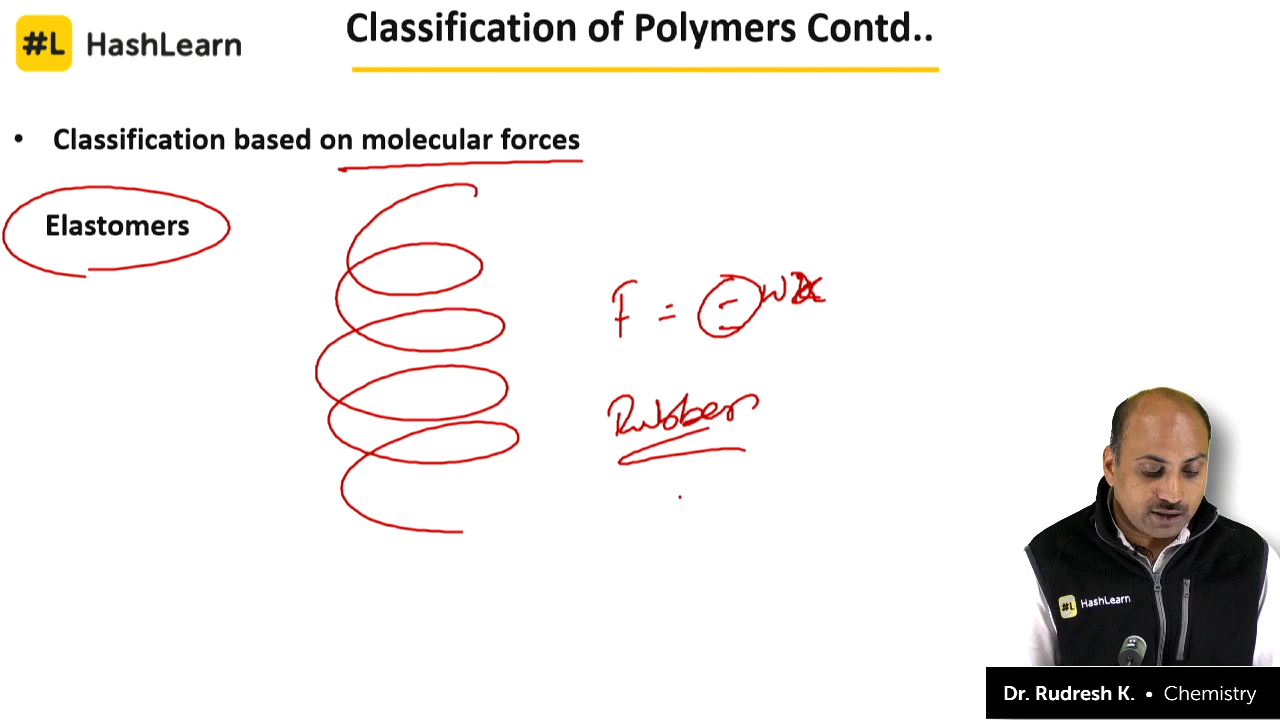 #L HashLearn
Classification of Polymers Contd..
• Classification based on molecular forces
Elastomers
F = -
Rubber
#L HashLearn
Dr. Rudresh K. • Chemistry